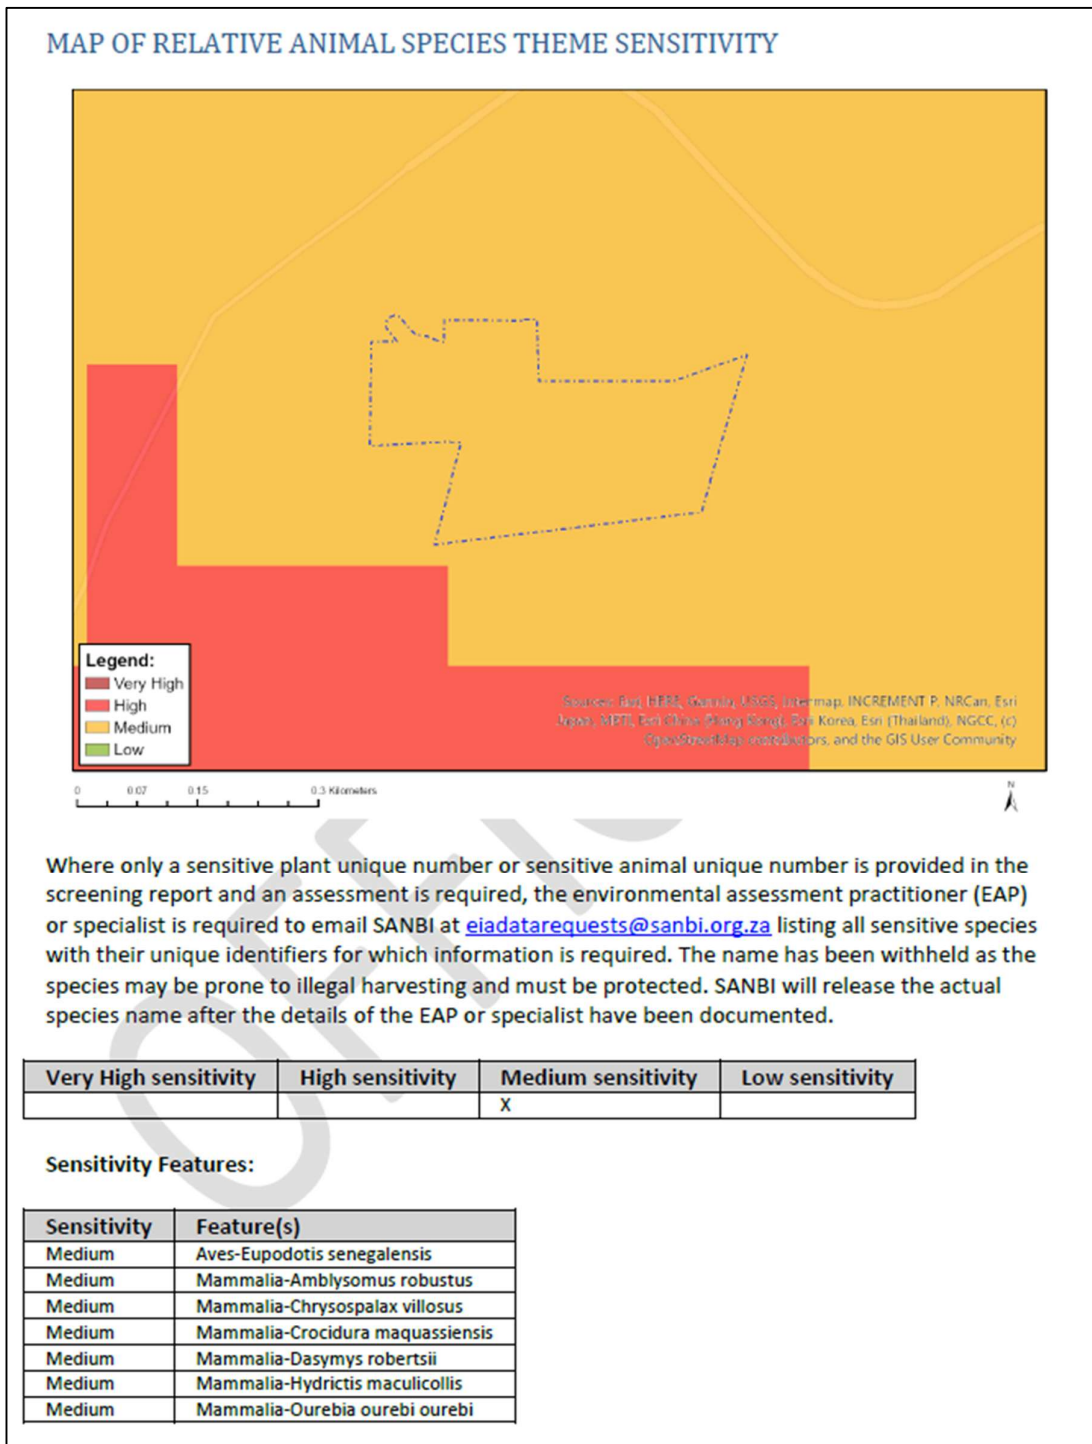 MAP OF RELATIVE ANIMAL SPECIES THEME SENSITIVITY
Legend:
Very High
High
Medium
Low
Sources: Esri, HERE, Garmin, USGS, Intermap, INCREMENT P, NRCan, Esri
Japan, METI, Esri China (Hong Kong), Esri Korea, Esri (Thailand), NGCC, (c)
OpenStreetMap contributors, and the GIS User Community
0 0.07 0.15 0.3 Kilometers
N
Where only a sensitive plant unique number or sensitive animal unique number is provided in the
screening report and an assessment is required, the environmental assessment practitioner (EAP)
or specialist is required to email SANBI at eiadatarequests@sanbi.org.za listing all sensitive species
with their unique identifiers for which information is required. The name has been withheld as the
species may be prone to illegal harvesting and must be protected. SANBI will release the actual
species name after the details of the EAP or specialist have been documented.
Very High sensitivity High sensitivity Medium sensitivity Low sensitivity
X
Sensitivity Features:
Sensitivity Feature(s)
Medium Aves-Eupodotis senegalensis
Medium Mammalia-Amblysomus robustus
Medium Mammalia-Chrysospalax villosus
Medium Mammalia-Crocidura maquassiensis
Medium Mammalia-Dasymys robertsii
Medium Mammalia-Hydrictis maculicollis
Medium Mammalia-Ourebia ourebi ourebi